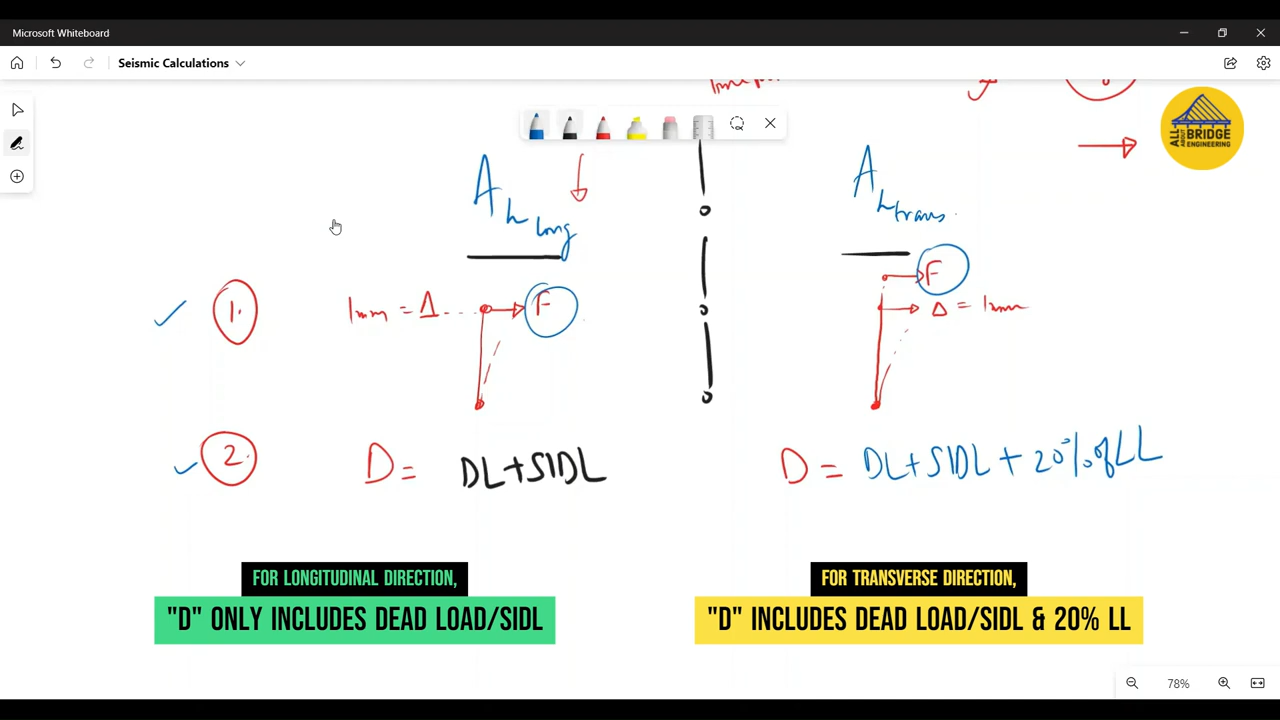 Microsoft Whiteboard
Seismic Calculations
ALL ABOUT
BRIDGE
ENGINEERING
A h long
A h trans.
1.
1mm = Δ
F
F
Δ = 1mm
2.
D = DL+SIDL
D = DL+SIDL + 20% of LL
FOR LONGITUDINAL DIRECTION,
"D" ONLY INCLUDES DEAD LOAD/SIDL
FOR TRANSVERSE DIRECTION,
"D" INCLUDES DEAD LOAD/SIDL & 20% LL
78%